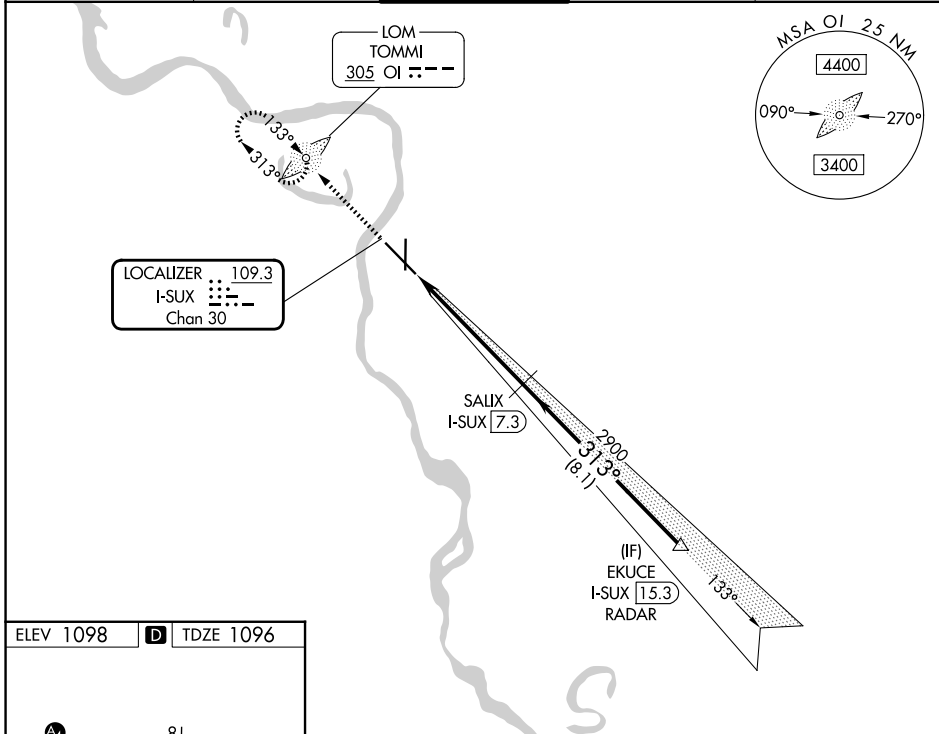 LOM
TOMMI
305 OI
MSA OI 25 NM
4400
090°
270°
3400
133°
313°
LOCALIZER 109.3
I-SUX
Chan 30
SALIX
I-SUX 7.3
2900
313°
(8.1)
(IF)
EKUCE
I-SUX 15.3
RADAR
133°
ELEV 1098 D TDZE 1096